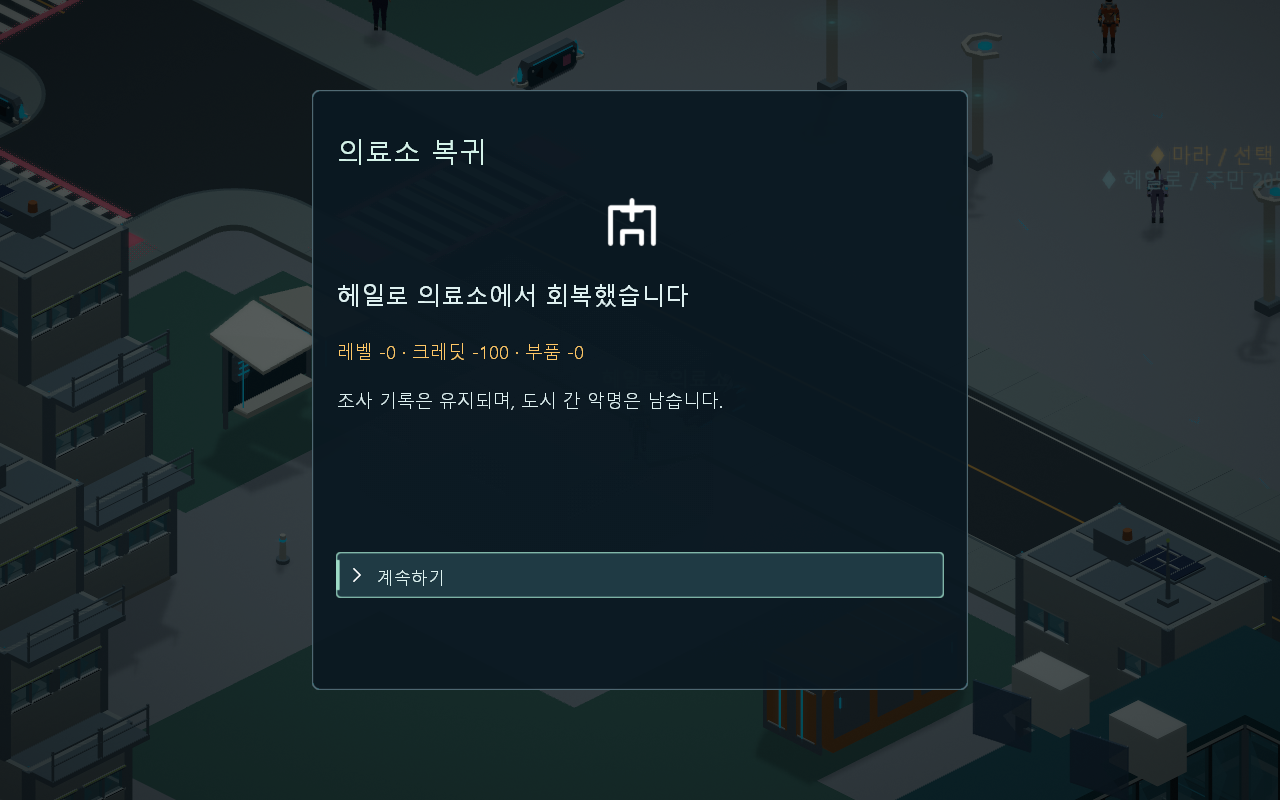 의료소 복귀
헤일로 의료소에서 회복했습니다
레벨 -0 · 크레딧 -100 · 부품 -0
조사 기록은 유지되며, 도시 간 악명은 남습니다.
계속하기
마라 / 선택
헤일로 / 주민